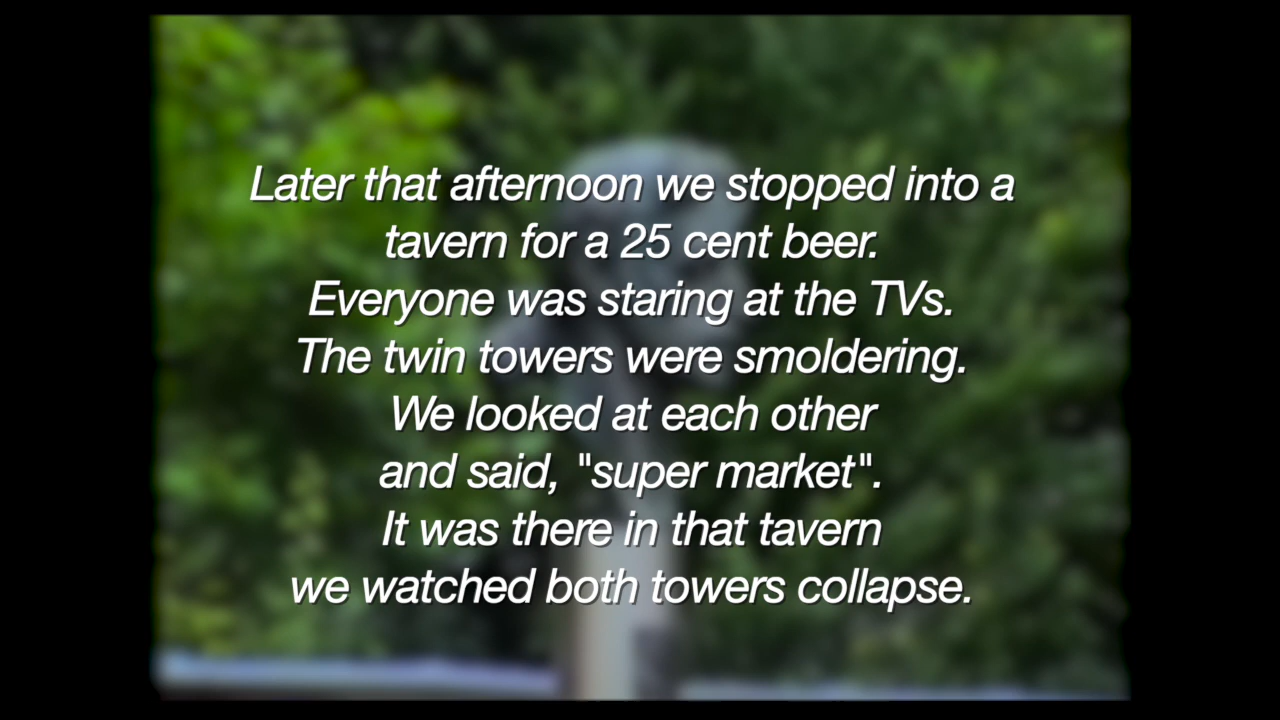 Later that afternoon we stopped into a
tavern for a 25 cent beer.
Everyone was staring at the TVs.
The twin towers were smoldering.
We looked at each other
and said, "super market".
It was there in that tavern
we watched both towers collapse.